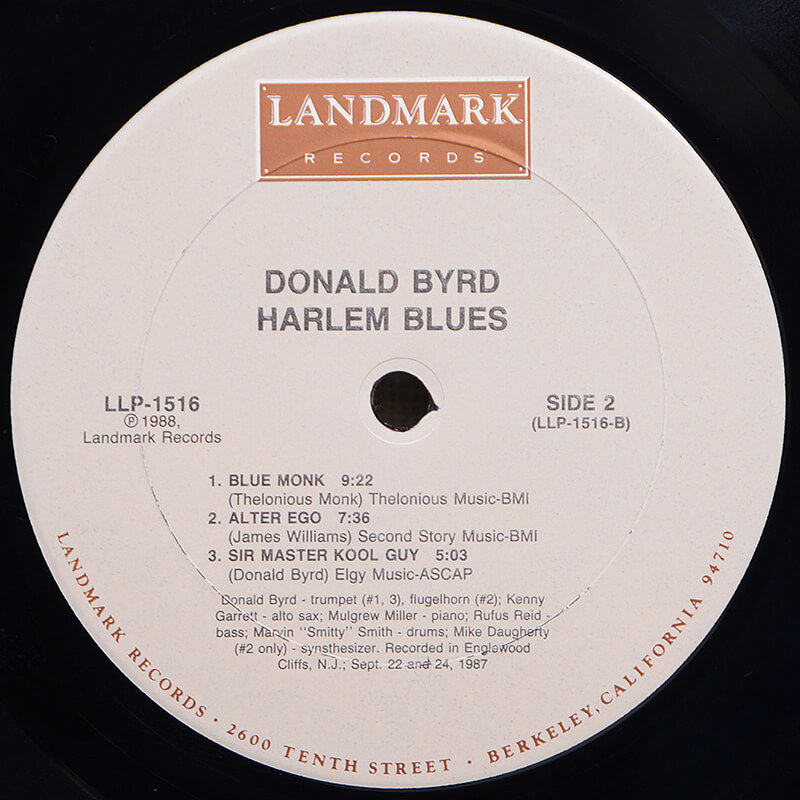 LANDMARK
RECORDS
DONALD BYRD
HARLEM BLUES
LLP-1516
℗ 1988,
Landmark Records
SIDE 2
(LLP-1516-B)
1. BLUE MONK 9:22
(Thelonious Monk) Thelonious Music-BMI
2. ALTER EGO 7:36
(James Williams) Second Story Music-BMI
3. SIR MASTER KOOL GUY 5:03
(Donald Byrd) Elgy Music-ASCAP
Donald Byrd - trumpet (#1, 3), flugelhorn (#2); Kenny
Garrett - alto sax; Mulgrew Miller - piano; Rufus Reid -
bass; Marvin "Smitty" Smith - drums; Mike Daugherty
(#2 only) - synsthesizer. Recorded in Englewood
Cliffs, N.J.; Sept. 22 and 24, 1987
LANDMARK RECORDS · 2600 TENTH STREET · BERKELEY, CALIFORNIA 94710